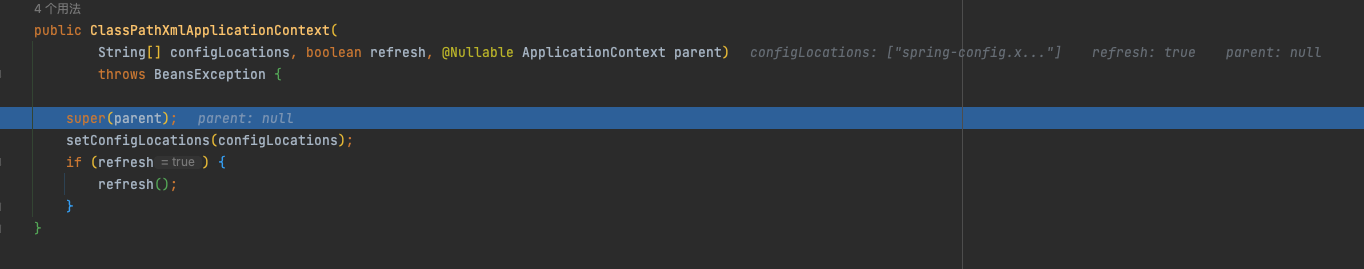 4 个用法
public ClassPathXmlApplicationContext(
String[] configLocations, boolean refresh, @Nullable ApplicationContext parent) configLocations: ["spring-config.x..."] refresh: true parent: null
throws BeansException {
super(parent); parent: null
setConfigLocations(configLocations);
if (refresh = true ) {
refresh();
}
}